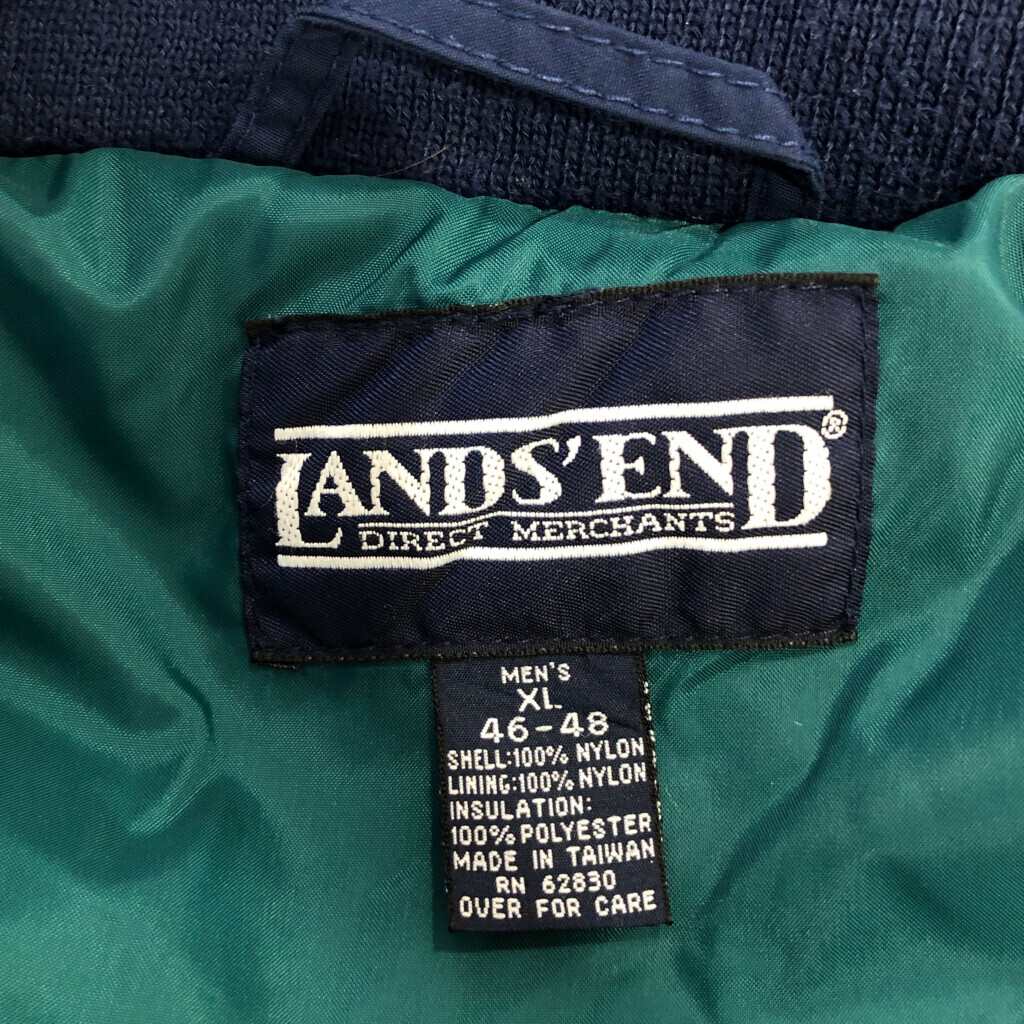 LANDS' END®
DIRECT MERCHANTS
MEN'S
XL
46-48
SHELL:100% NYLON
LINING:100% NYLON
INSULATION:
100% POLYESTER
MADE IN TAIWAN
RN 62830
OVER FOR CARE